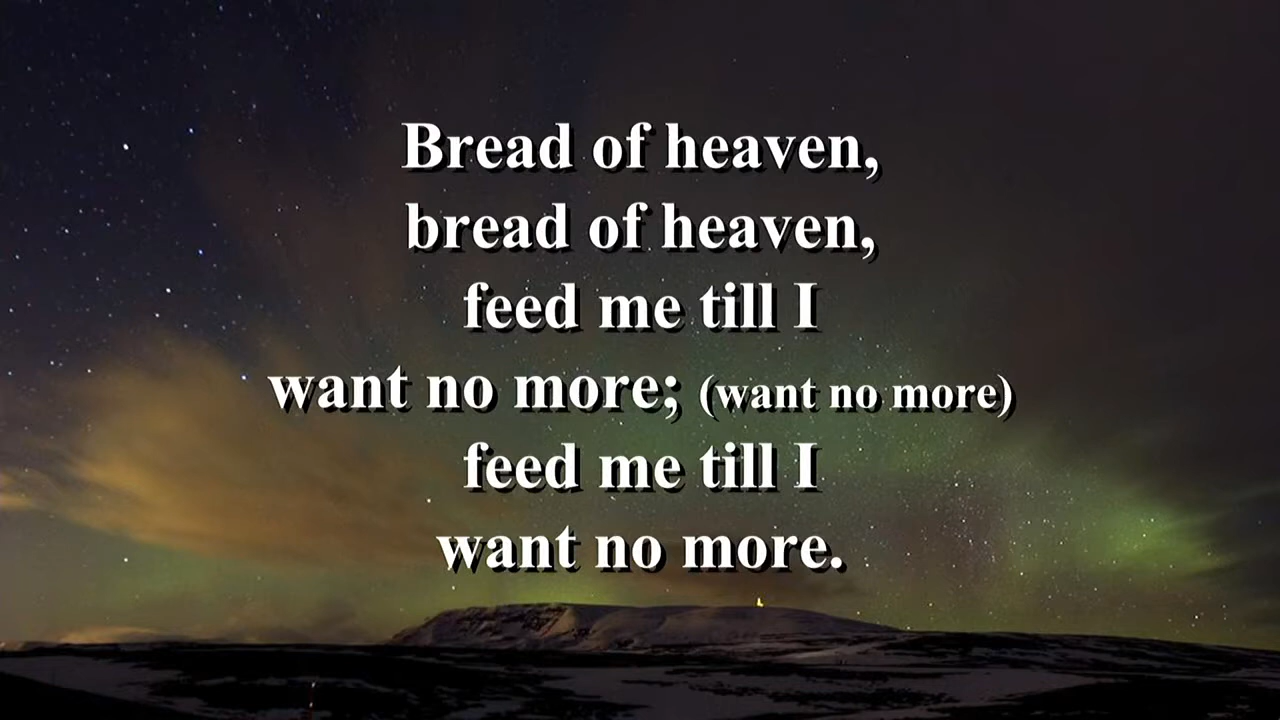 Bread of heaven,
bread of heaven,
feed me till I
want no more; (want no more)
feed me till I
want no more.